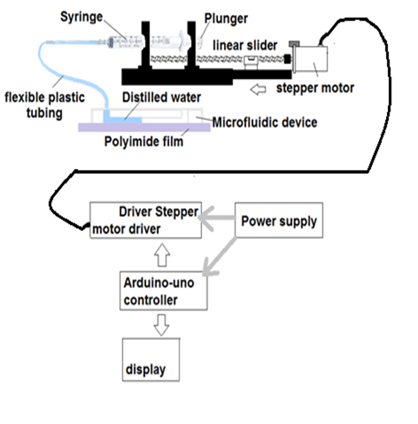 Syringe
Plunger
linear slider
flexible plastic
tubing
Distilled water
stepper motor
Microfluidic device
Polyimide film
Driver Stepper
motor driver
Power supply
Arduino-uno
controller
display